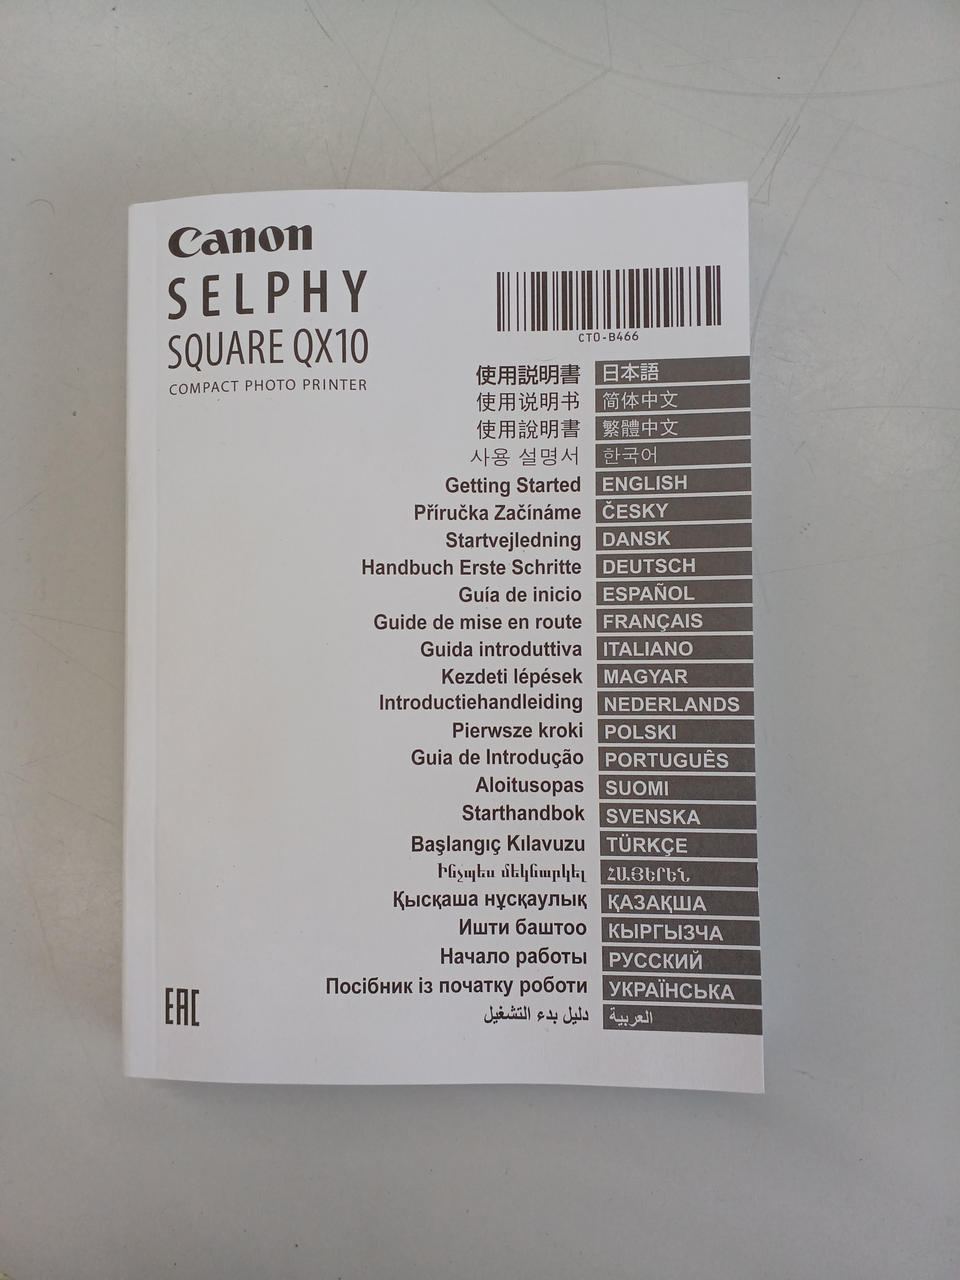 Canon
SELPHY
SQUARE QX10
COMPACT PHOTO PRINTER
CT0-B466
使用説明書 日本語
使用说明书 简体中文
使用說明書 繁體中文
사용 설명서 한국어
Getting Started ENGLISH
Příručka Začínáme ČESKY
Startvejledning DANSK
Handbuch Erste Schritte DEUTSCH
Guía de inicio ESPAÑOL
Guide de mise en route FRANÇAIS
Guida introduttiva ITALIANO
Kezdeti lépések MAGYAR
Introductiehandleiding NEDERLANDS
Pierwsze kroki POLSKI
Guia de Introdução PORTUGUÊS
Aloitusopas SUOMI
Starthandbok SVENSKA
Başlangıç Kılavuzu TÜRKÇE
Ինչպես մեկնարկել ՀԱՅԵՐԵՆ
Қысқаша нұсқаулық ҚАЗАҚША
Ишти баштоо КЫРГЫЗЧА
Начало работы РУССКИЙ
Посібник із початку роботи УКРАЇНСЬКА
دليل بدء التشغيل العربية
EAC